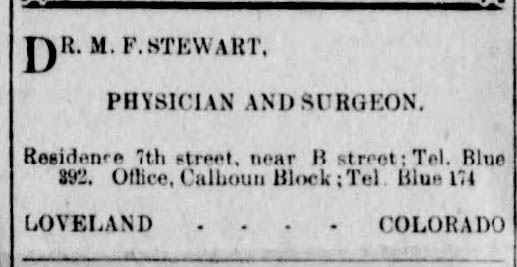 DR. M. F. STEWART,
PHYSICIAN AND SURGEON.
Residence 7th street, near B street; Tel. Blue
392. Office, Calhoun Block; Tel. Blue 174
LOVELAND - - - - COLORADO